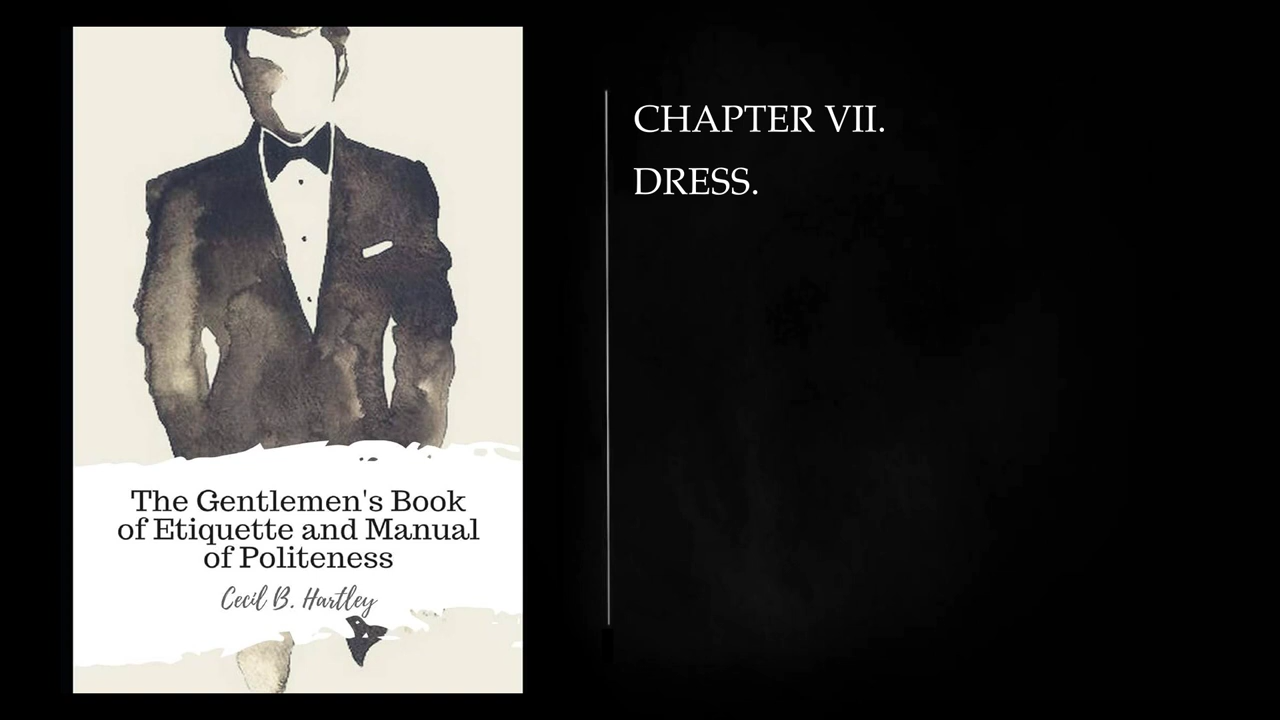 The Gentlemen's Book
of Etiquette and Manual
of Politeness
Cecil B. Hartley
CHAPTER VII.
DRESS.